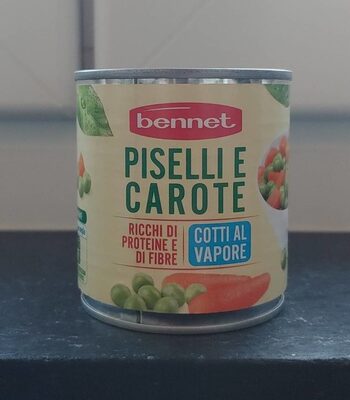 bennet
PISELLI E
CAROTE
RICCHI DI
PROTEINE E
DI FIBRE
COTTI AL
VAPORE